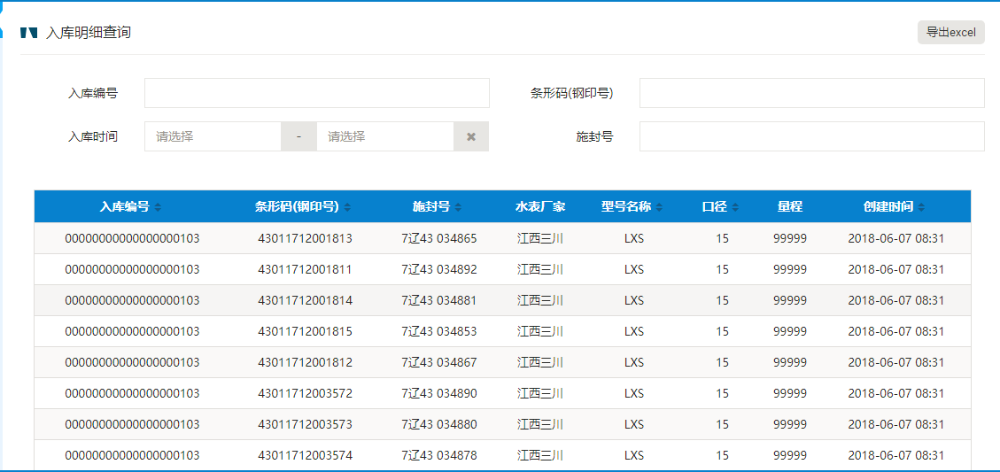 入库明细查询 导出excel
入库编号 条形码(钢印号)
入库时间 请选择 - 请选择 施封号
入库编号 条形码(钢印号) 施封号 水表厂家 型号名称 口径 量程 创建时间
00000000000000000103 43011712001813 7辽43 034865 江西三川 LXS 15 99999 2018-06-07 08:31
00000000000000000103 43011712001811 7辽43 034892 江西三川 LXS 15 99999 2018-06-07 08:31
00000000000000000103 43011712001814 7辽43 034881 江西三川 LXS 15 99999 2018-06-07 08:31
00000000000000000103 43011712001815 7辽43 034853 江西三川 LXS 15 99999 2018-06-07 08:31
00000000000000000103 43011712001812 7辽43 034867 江西三川 LXS 15 99999 2018-06-07 08:31
00000000000000000103 43011712003572 7辽43 034890 江西三川 LXS 15 99999 2018-06-07 08:31
00000000000000000103 43011712003573 7辽43 034880 江西三川 LXS 15 99999 2018-06-07 08:31
00000000000000000103 43011712003574 7辽43 034878 江西三川 LXS 15 99999 2018-06-07 08:31